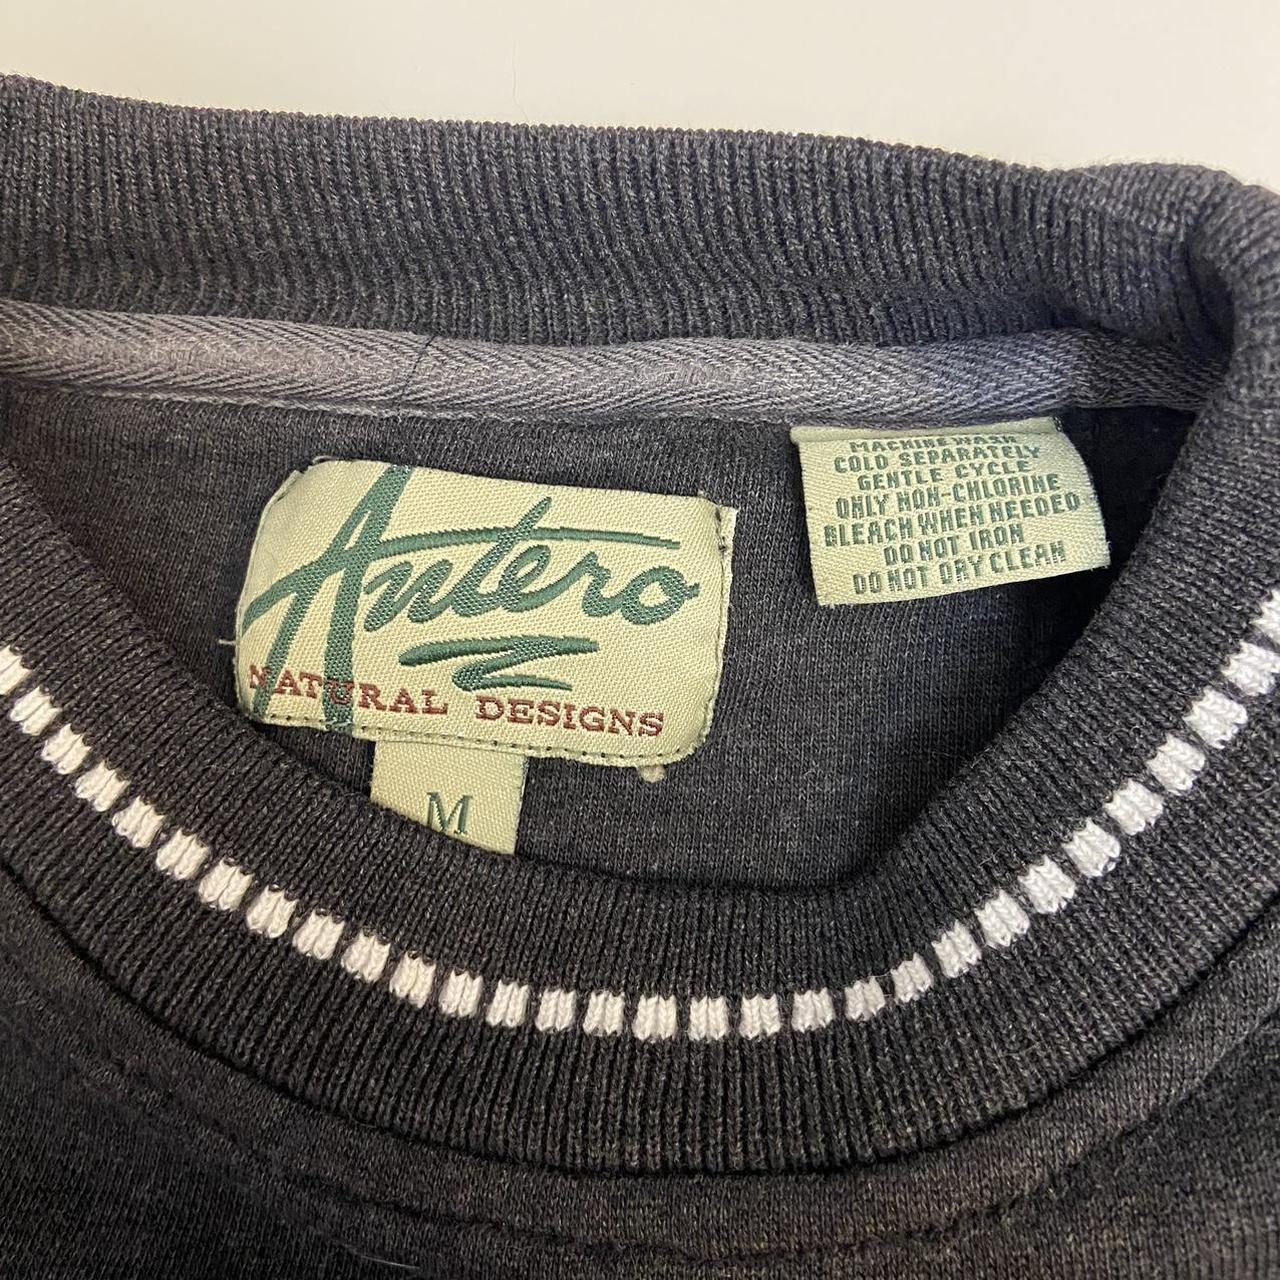 Antero
NATURAL DESIGNS
M
MACHINE WASH
COLD SEPARATELY
GENTLE CYCLE
ONLY NON-CHLORINE
BLEACH WHEN NEEDED
DO NOT IRON
DO NOT DRY CLEAN